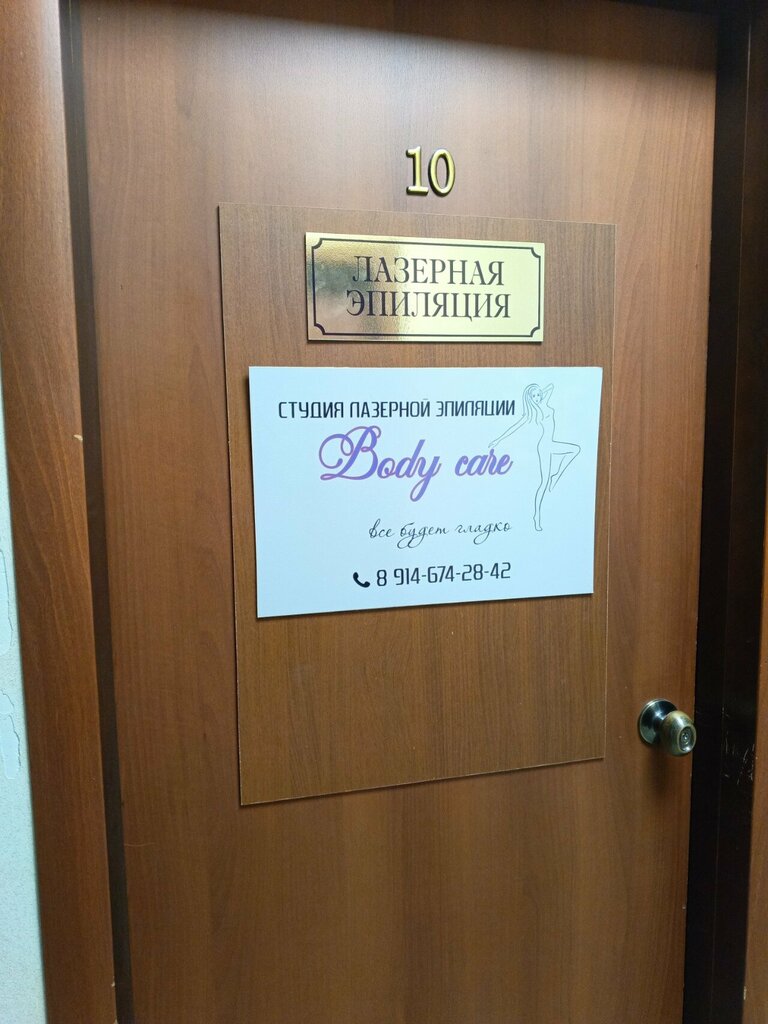 10
ЛАЗЕРНАЯ
ЭПИЛЯЦИЯ
СТУДИЯ ЛАЗЕРНОЙ ЭПИЛЯЦИИ
Body care
все будет гладко
8 914-674-28-42